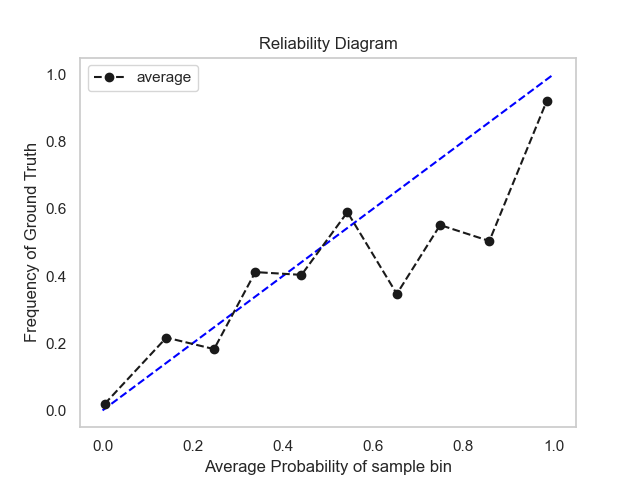 Reliability Diagram
average
Frequency of Ground Truth
1.0
0.8
0.6
0.4
0.2
0.0
0.0 0.2 0.4 0.6 0.8 1.0
Average Probability of sample bin